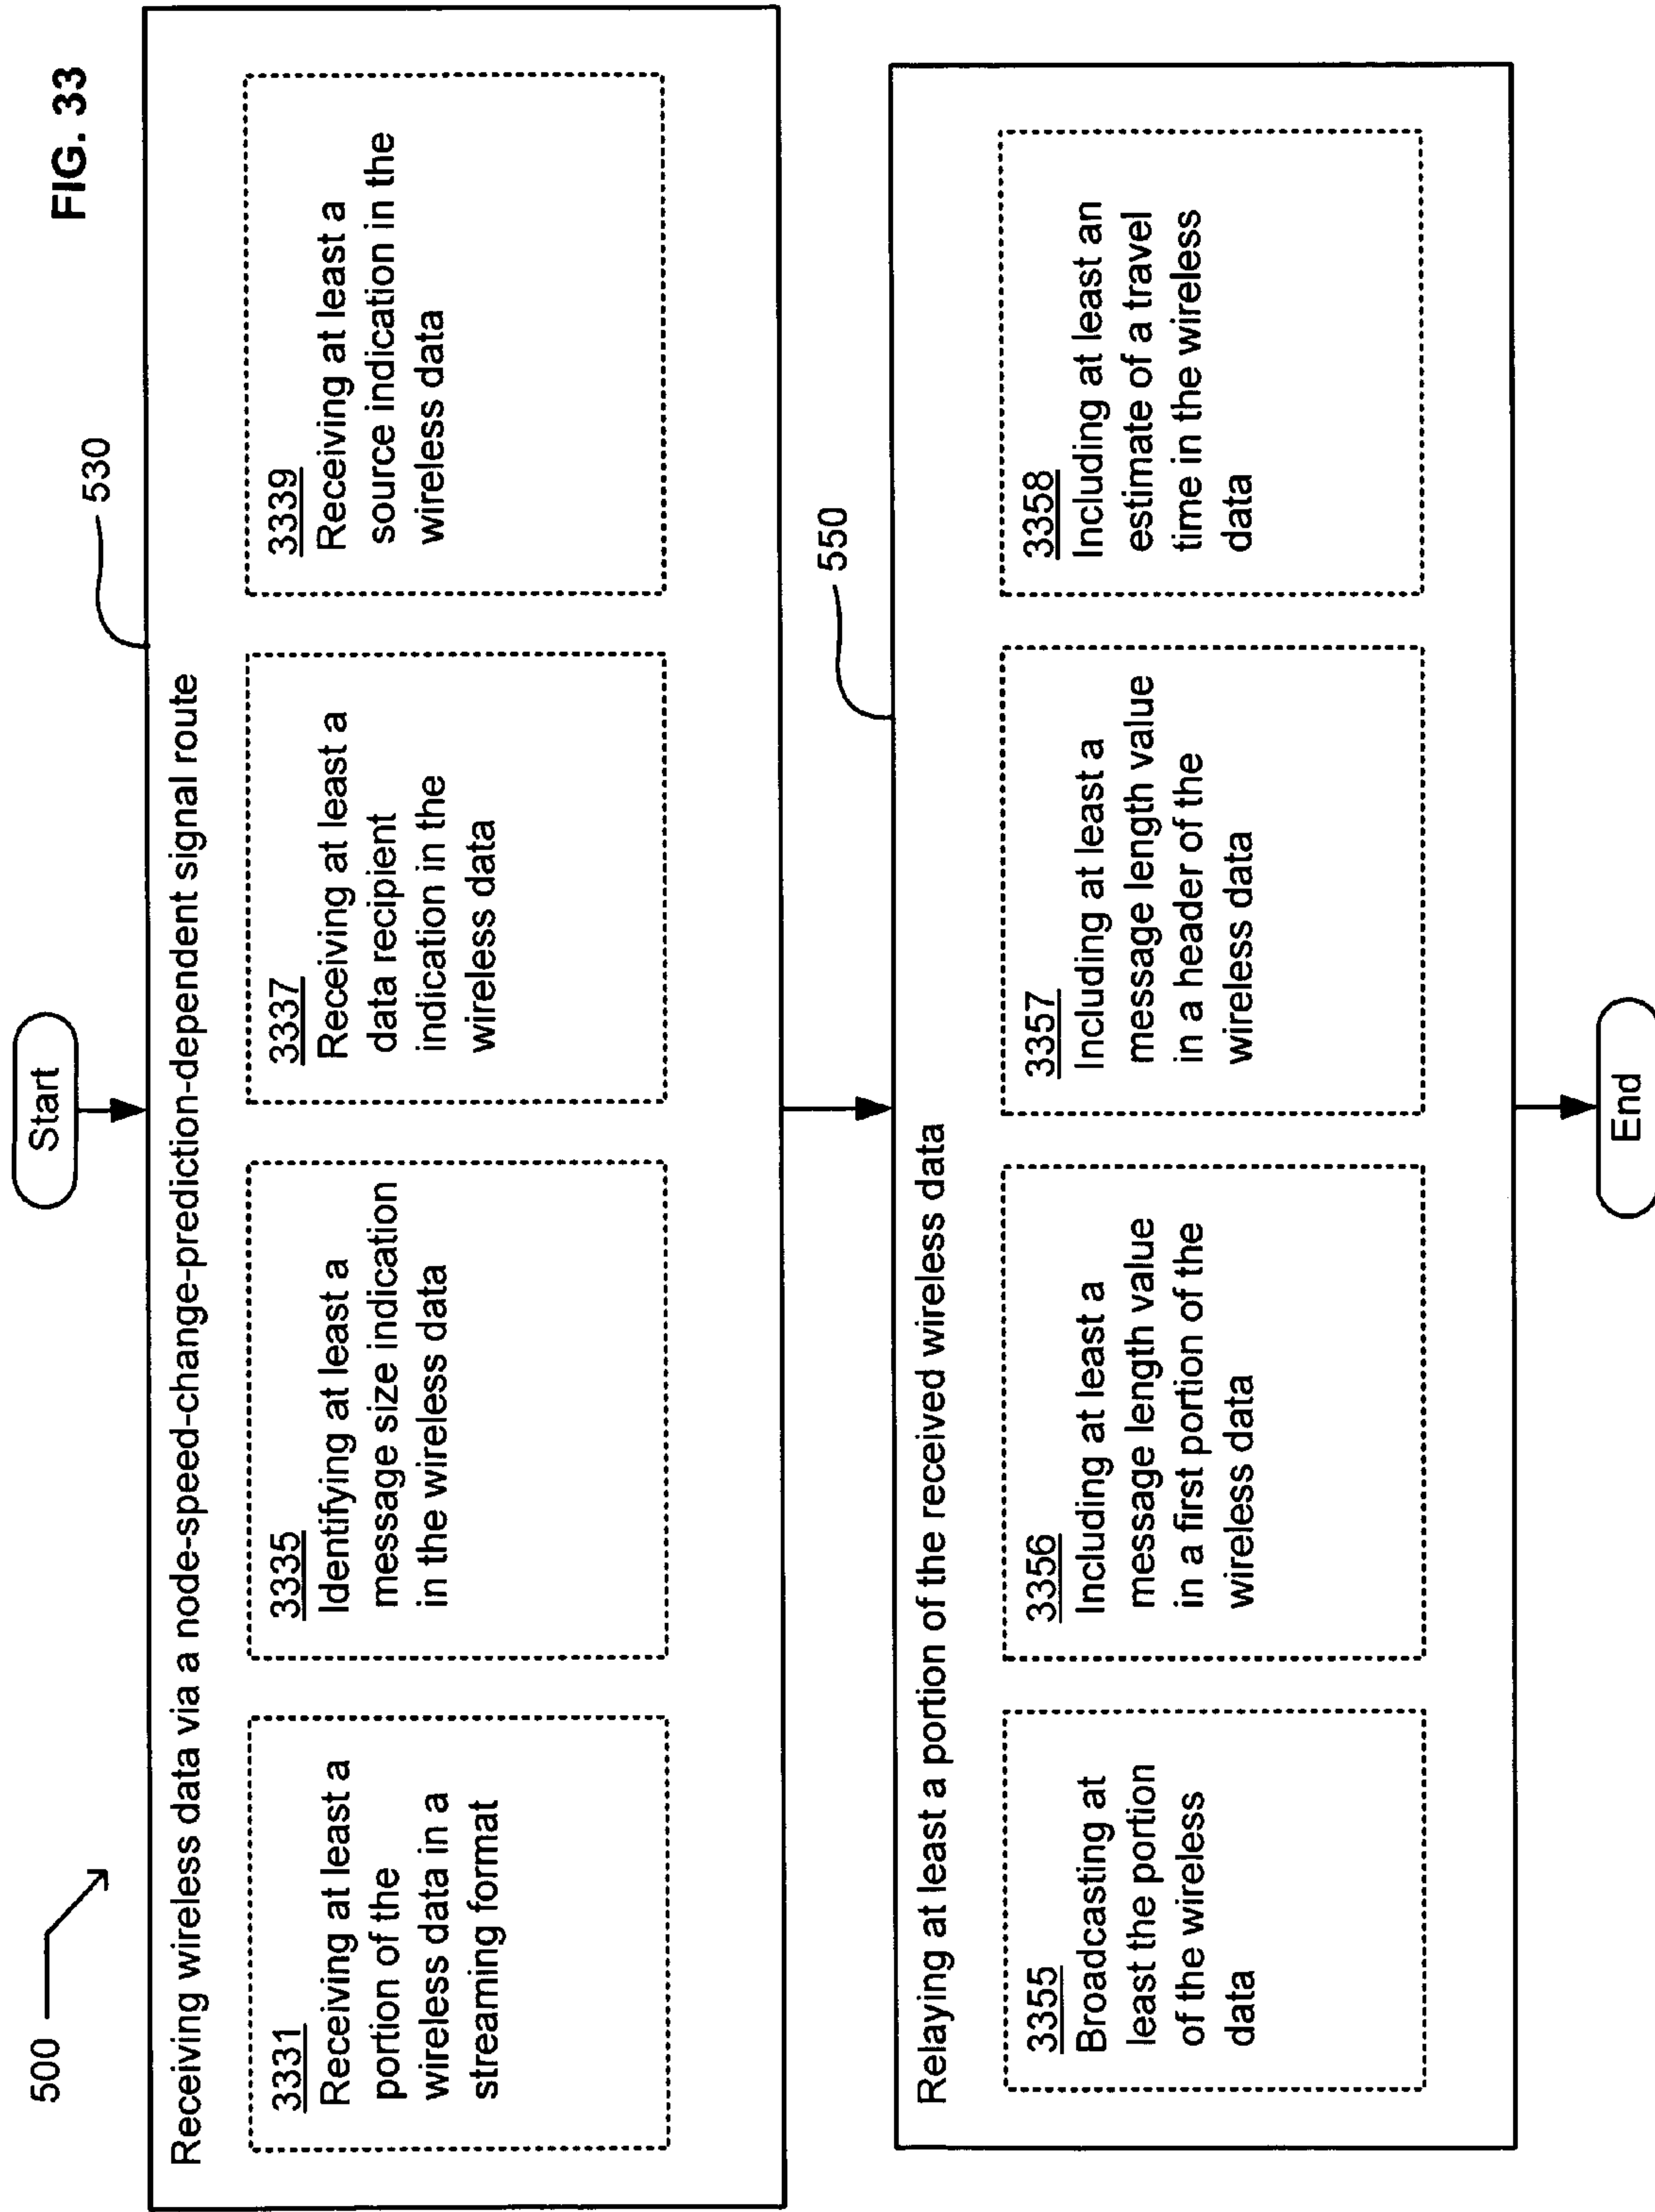 FIG. 33
500
Start
530
Receiving wireless data via a node-speed-change-prediction-dependent signal route
3331
Receiving at least a
portion of the
wireless data in a
streaming format
3335
Identifying at least a
message size indication
in the wireless data
3337
Receiving at least a
data recipient
indication in the
wireless data
3339
Receiving at least a
source indication in the
wireless data
550
Relaying at least a portion of the received wireless data
3355
Broadcasting at
least the portion
of the wireless
data
3356
Including at least a
message length value
in a first portion of the
wireless data
3357
Including at least a
message length value
in a header of the
wireless data
3358
Including at least an
estimate of a travel
time in the wireless
data
End